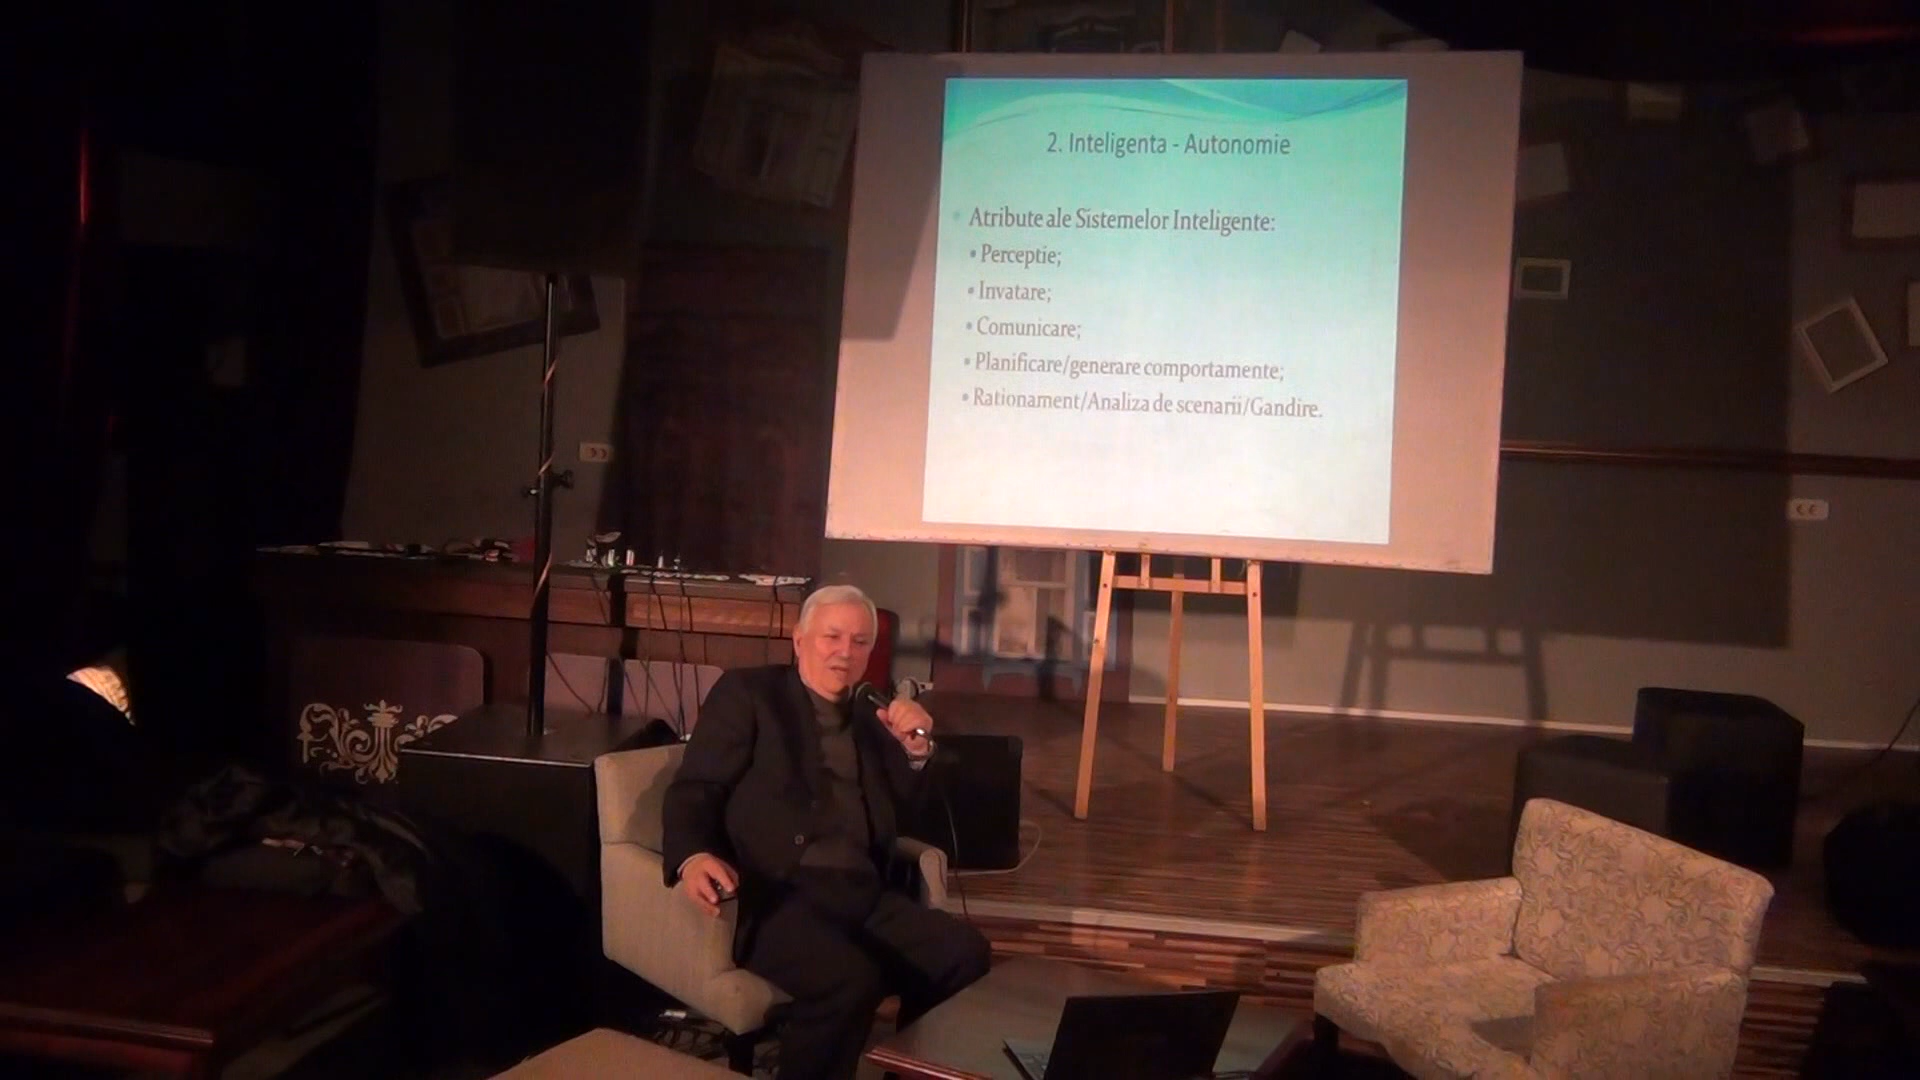 2. Inteligenta - Autonomie
Atribute ale Sistemelor Inteligente:
• Perceptie;
• Invatare;
• Comunicare;
• Planificare/generare comportamente;
• Rationament/Analiza de scenarii/Gandire.